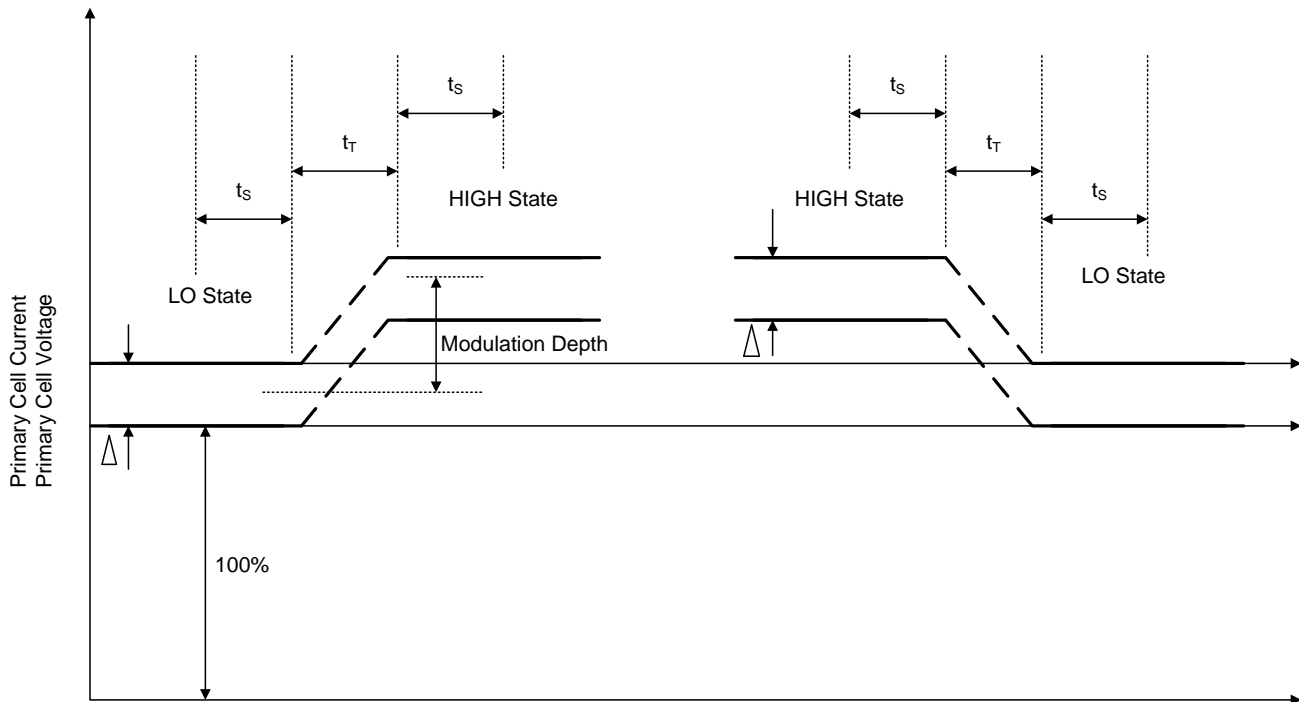 tS
tS
tT
tT
tS
tS
HIGH State
HIGH State
LO State
LO State
Modulation Depth
Δ
Δ
100%
Primary Cell Current
Primary Cell Voltage